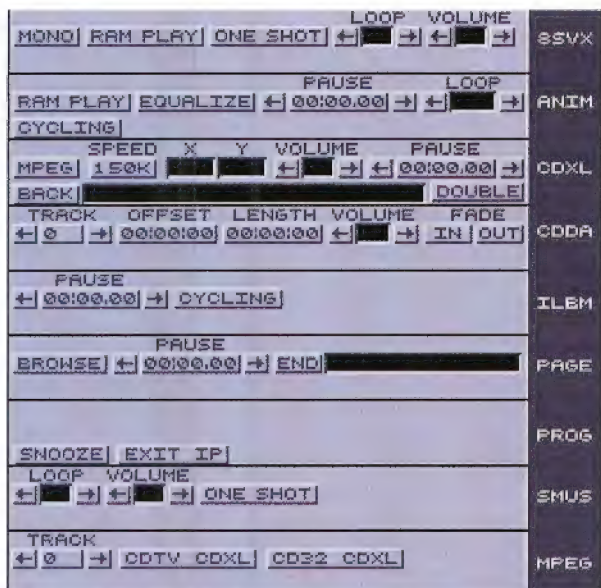 LOOP VOLUME
MONO RAM PLAY ONE SHOT ← → ← → 8SVX
PAUSE LOOP
RAM PLAY EQUALIZE ← 00:00.00 → ← → ANIM
CYCLING
SPEED X Y VOLUME PAUSE
MPEG 150K ← → ← 00:00.00 → CDXL
BACK DOUBLE
TRACK OFFSET LENGTH VOLUME FADE
← 0 → 00:00:00 00:00:00 ← → IN OUT CDDA
PAUSE
← 00:00.00 → CYCLING ILBM
PAUSE
BROWSE ← 00:00.00 → END PAGE
PROG
SNOOZE EXIT IP
LOOP VOLUME
← → ← → ONE SHOT SMUS
TRACK
← 0 → CDTV CDXL CD32 CDXL MPEG